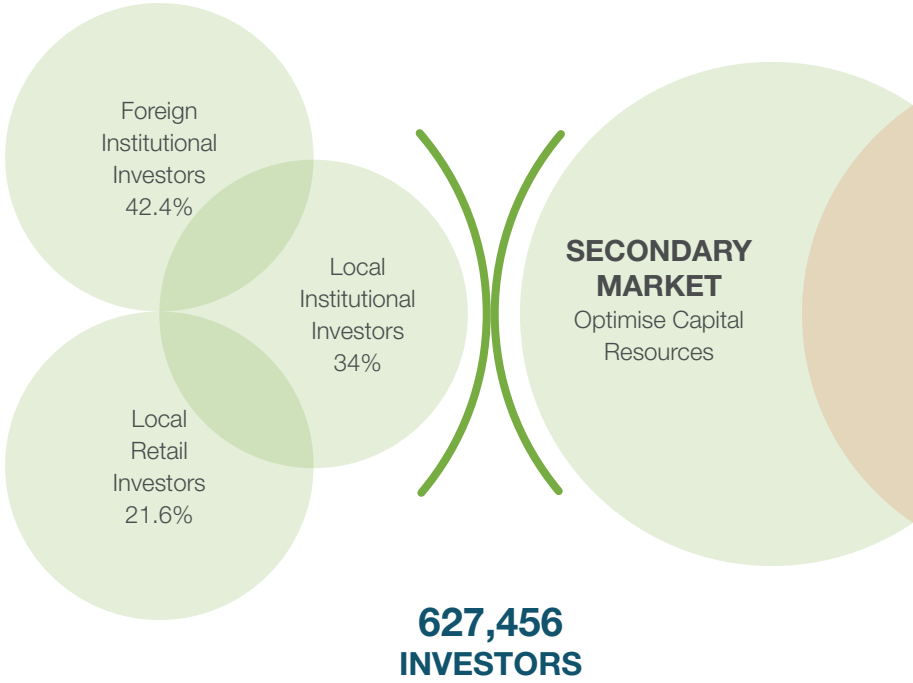 Foreign
Institutional
Investors
42.4%
Local
Institutional
Investors
34%
Local
Retail
Investors
21.6%
SECONDARY
MARKET
Optimise Capital
Resources
627,456
INVESTORS